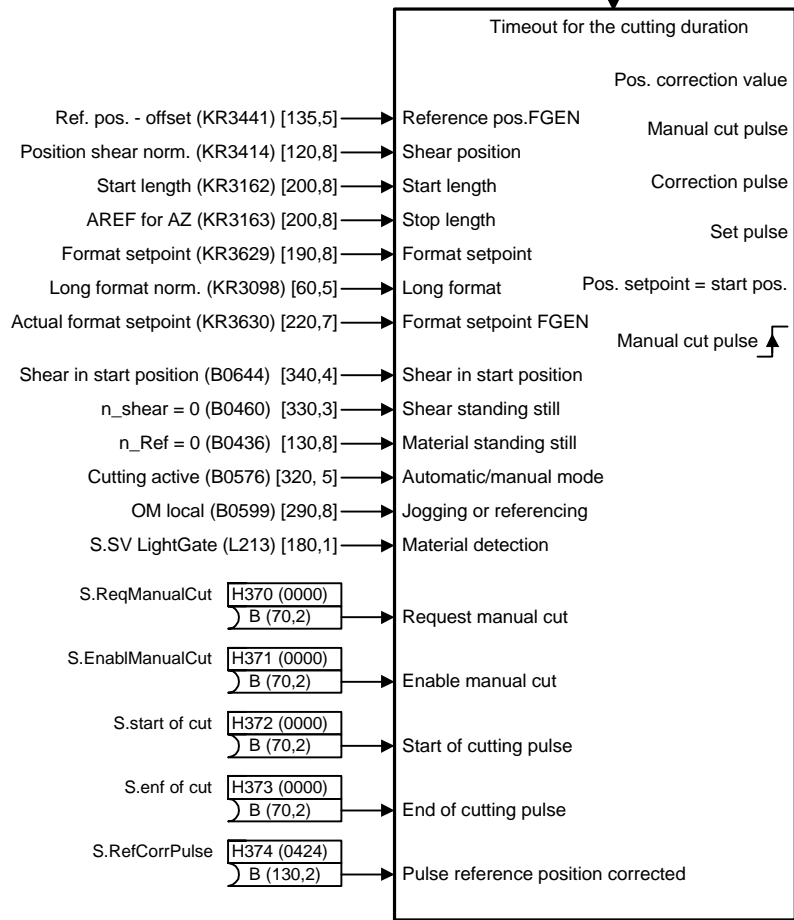 Timeout for the cutting duration
Pos. correction value
Ref. pos. - offset (KR3441) [135,5] Reference pos.FGEN
Manual cut pulse
Position shear norm. (KR3414) [120,8] Shear position
Start length (KR3162) [200,8] Start length Correction pulse
AREF for AZ (KR3163) [200,8] Stop length
Set pulse
Format setpoint (KR3629) [190,8] Format setpoint
Long format norm. (KR3098) [60,5] Long format Pos. setpoint = start pos.
Actual format setpoint (KR3630) [220,7] Format setpoint FGEN
Manual cut pulse
Shear in start position (B0644) [340,4] Shear in start position
n_shear = 0 (B0460) [330,3] Shear standing still
n_Ref = 0 (B0436) [130,8] Material standing still
Cutting active (B0576) [320, 5] Automatic/manual mode
OM local (B0599) [290,8] Jogging or referencing
S.SV LightGate (L213) [180,1] Material detection
S.ReqManualCut H370 (0000)
B (70,2) Request manual cut
S.EnablManualCut H371 (0000)
B (70,2) Enable manual cut
S.start of cut H372 (0000)
B (70,2) Start of cutting pulse
S.enf of cut H373 (0000)
B (70,2) End of cutting pulse
S.RefCorrPulse H374 (0424)
B (130,2) Pulse reference position corrected